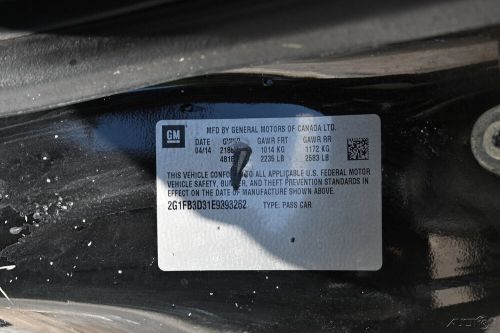 GM
MFD BY GENERAL MOTORS OF CANADA LTD.
DATE GAWR FRT GAWR RR
04/14 1014 KG 1172 KG
2235 LB 2583 LB
THIS VEHICLE CONFORMS TO ALL APPLICABLE U.S. FEDERAL MOTOR
VEHICLE SAFETY, BUMPER, AND THEFT PREVENTION STANDARDS IN
EFFECT ON THE DATE OF MANUFACTURE SHOWN ABOVE.
2G1FB3D31E9393262 TYPE: PASS CAR